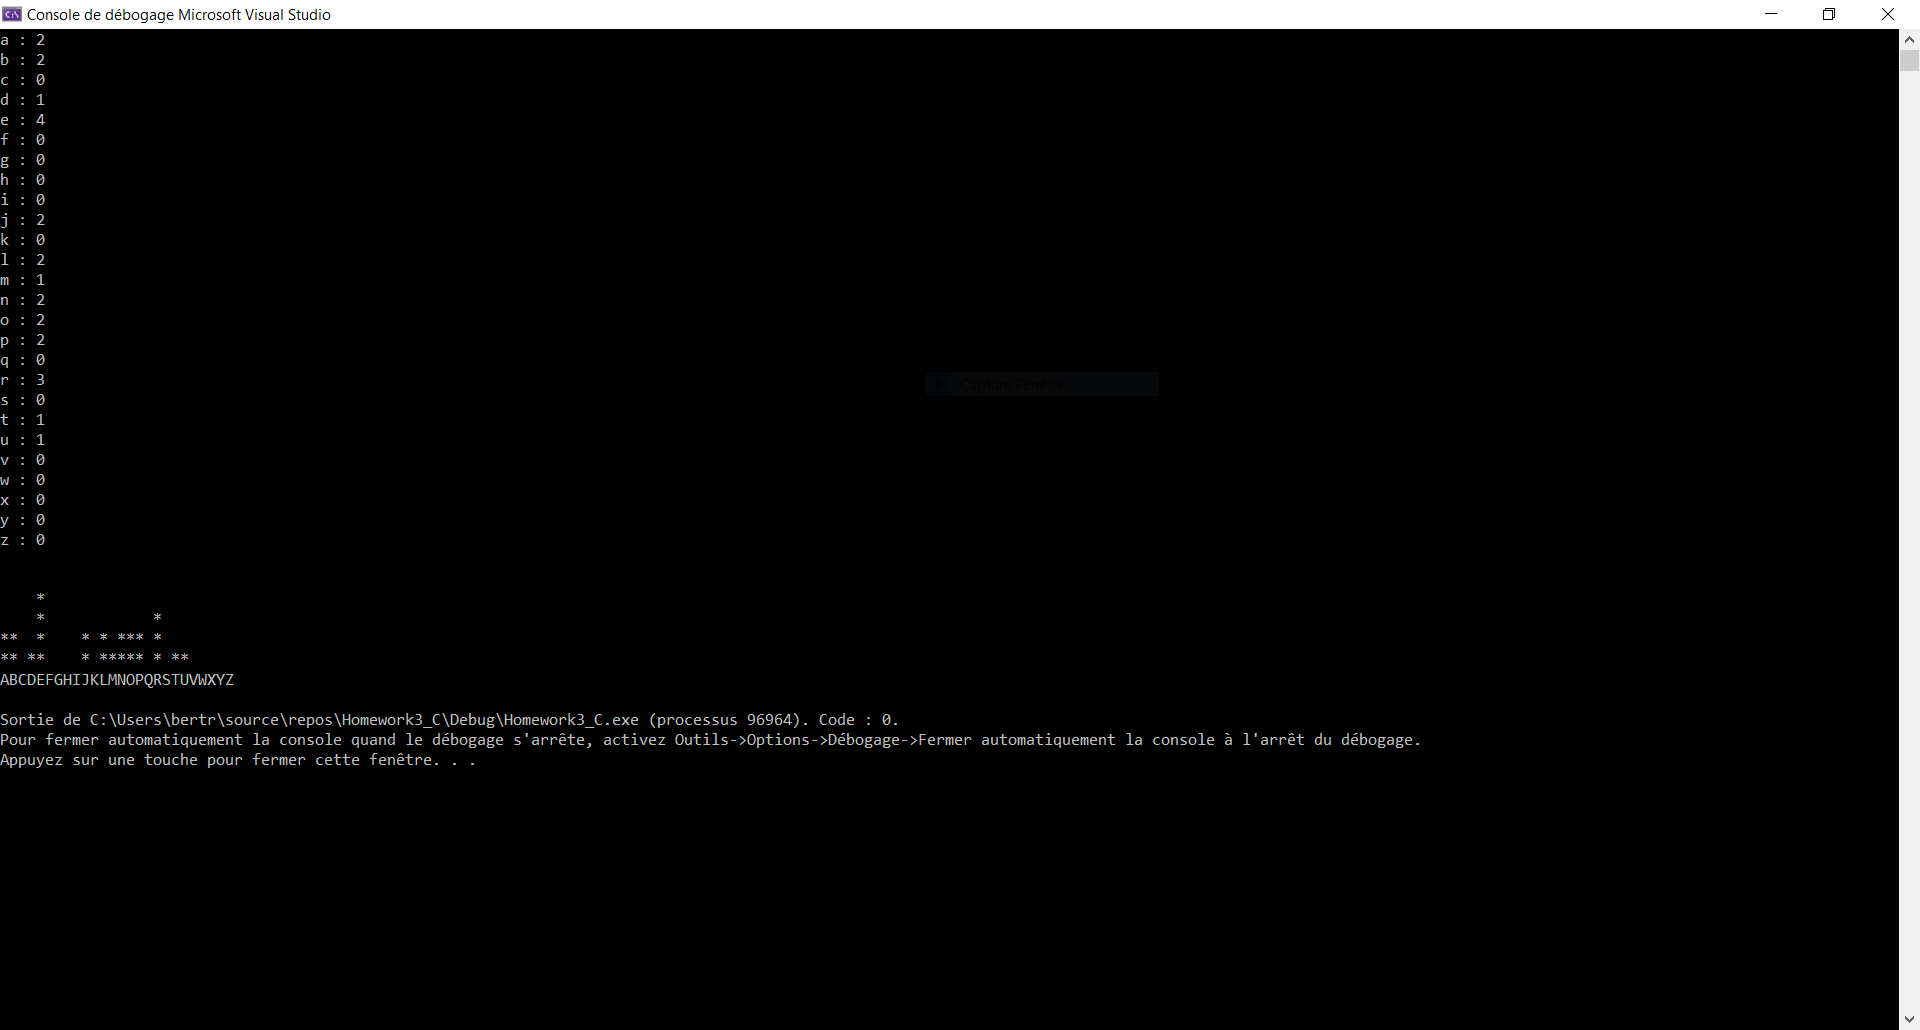 Console de débogage Microsoft Visual Studio
a : 2
b : 2
c : 0
d : 1
e : 4
f : 0
g : 0
h : 0
i : 0
j : 2
k : 0
l : 2
m : 1
n : 2
o : 2
p : 2
q : 0
r : 3
s : 0
t : 1
u : 1
v : 0
w : 0
x : 0
y : 0
z : 0
Capture Fenêtre
    *
    *            *
**  *    * * *** *
** **    * ***** * **
ABCDEFGHIJKLMNOPQRSTUVWXYZ
Sortie de C:\Users\bertr\source\repos\Homework3_C\Debug\Homework3_C.exe (processus 96964). Code : 0.
Pour fermer automatiquement la console quand le débogage s'arrête, activez Outils->Options->Débogage->Fermer automatiquement la console à l'arrêt du débogage.
Appuyez sur une touche pour fermer cette fenêtre. . .